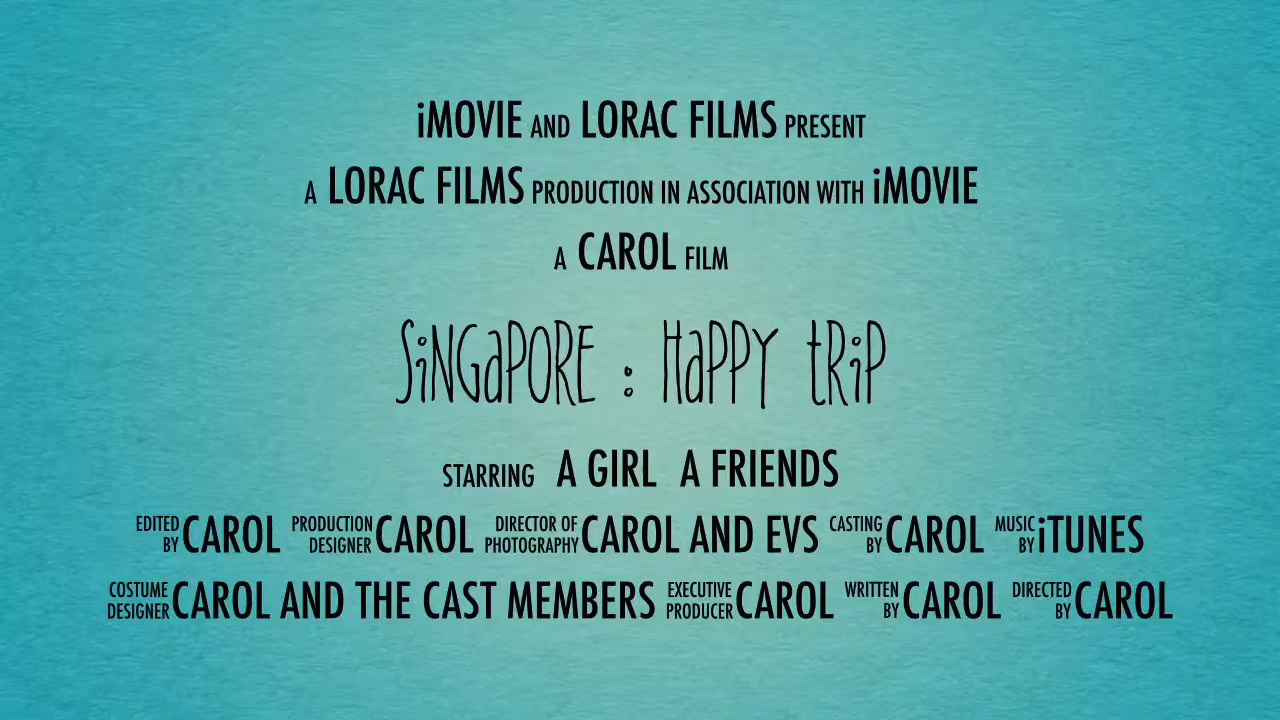 iMOVIE AND LORAC FILMS PRESENT
A LORAC FILMS PRODUCTION IN ASSOCIATION WITH iMOVIE
A CAROL FILM
SiNGaPORE : HaPPY tRiP
STARRING A GIRL A FRIENDS
EDITED BY CAROL PRODUCTION DESIGNER CAROL DIRECTOR OF PHOTOGRAPHY CAROL AND EVS CASTING BY CAROL MUSIC BY iTUNES
COSTUME DESIGNER CAROL AND THE CAST MEMBERS EXECUTIVE PRODUCER CAROL WRITTEN BY CAROL DIRECTED BY CAROL